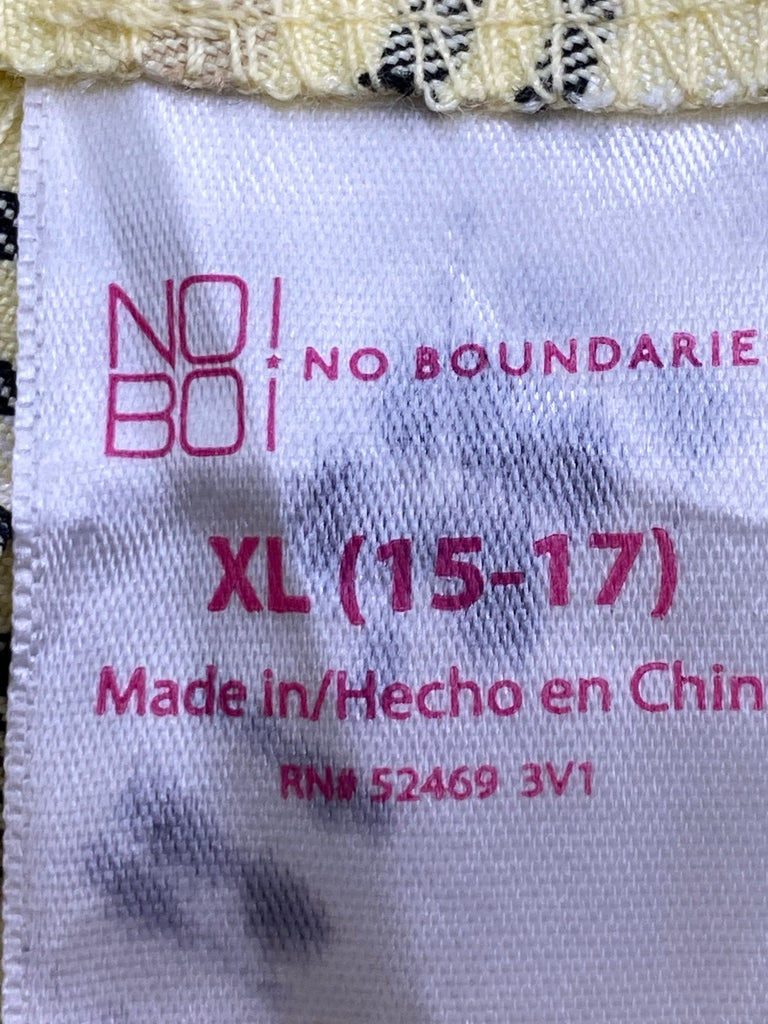 NO
BO
NO BOUNDARIE
XL (15-17)
Made in/Hecho en Chin
RN# 52469 3V1